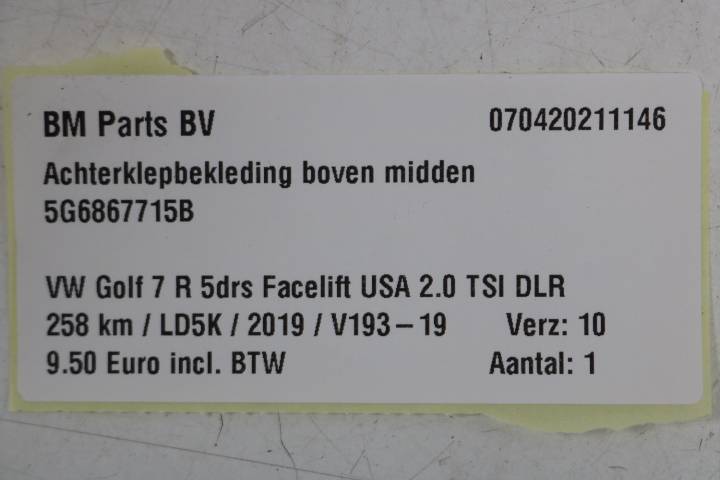 BM Parts BV 070420211146
Achterklepbekleding boven midden
5G6867715B
VW Golf 7 R 5drs Facelift USA 2.0 TSI DLR
258 km / LD5K / 2019 / V193-19 Verz: 10
9.50 Euro incl. BTW Aantal: 1